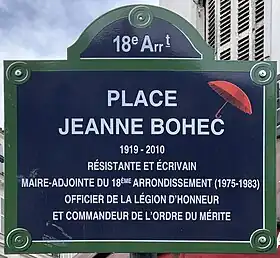 18e Arrt
PLACE
JEANNE BOHEC
1919 - 2010
RÉSISTANTE ET ÉCRIVAIN
MAIRE-ADJOINTE DU 18ÈME ARRONDISSEMENT (1975-1983)
OFFICIER DE LA LÉGION D'HONNEUR
ET COMMANDEUR DE L'ORDRE DU MÉRITE